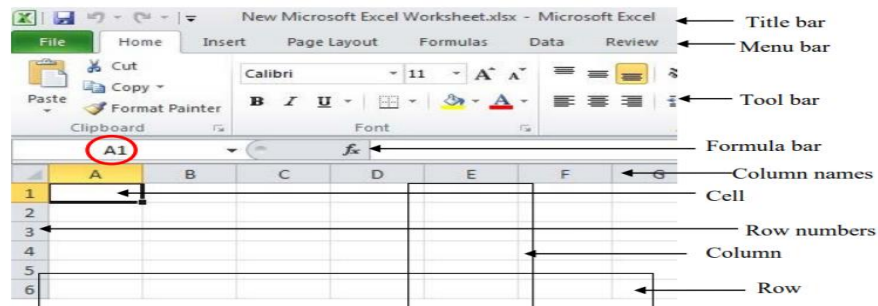 New Microsoft Excel Worksheet.xlsx - Microsoft Excel
Title bar
File Home Insert Page Layout Formulas Data Review
Menu bar
Cut
Copy
Paste
Format Painter
Calibri 11 A A
B I U A
Tool bar
Clipboard Font
A1 fx
Formula bar
A B C D E F G
Column names
1
Cell
2
3
Row numbers
4
Column
5
6
Row